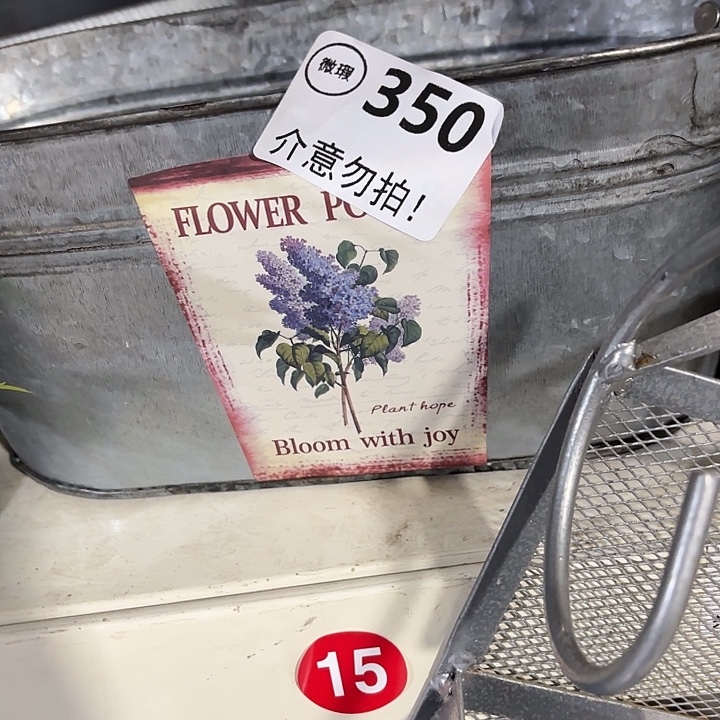 微瑕 350
介意勿拍!
FLOWER PO
Plant hope
Bloom with joy
15